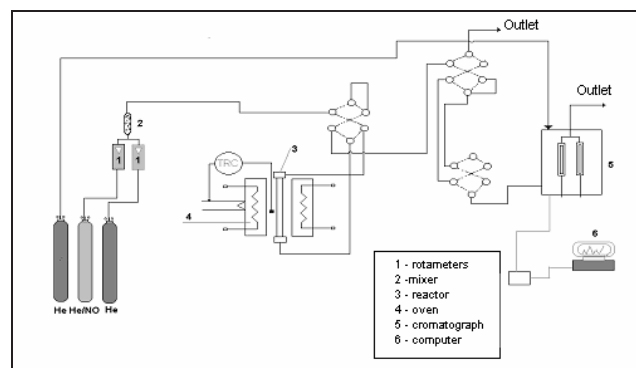 Outlet
Outlet
2
1
1
3
TRC
4
5
6
He
He/NO
He
1 - rotameters
2 -mixer
3 - reactor
4 - oven
5 - cromatograph
6 - computer